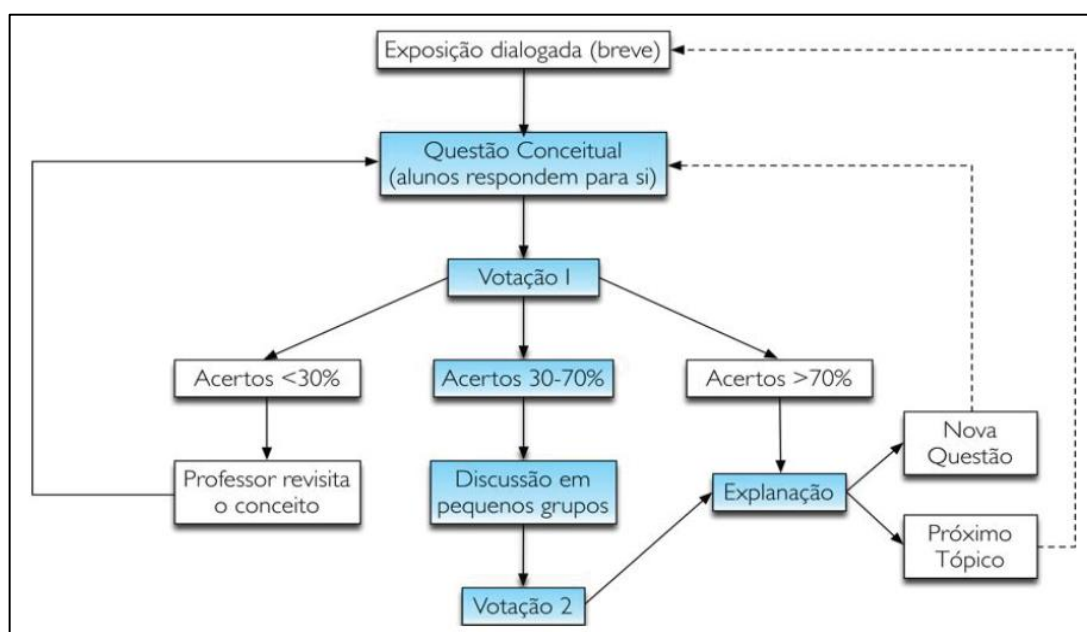 Exposição dialogada (breve)
Questão Conceitual
(alunos respondem para si)
Votação I
Acertos <30%
Acertos 30-70%
Acertos >70%
Professor revisita
o conceito
Discussão em
pequenos grupos
Explanação
Nova
Questão
Próximo
Tópico
Votação 2